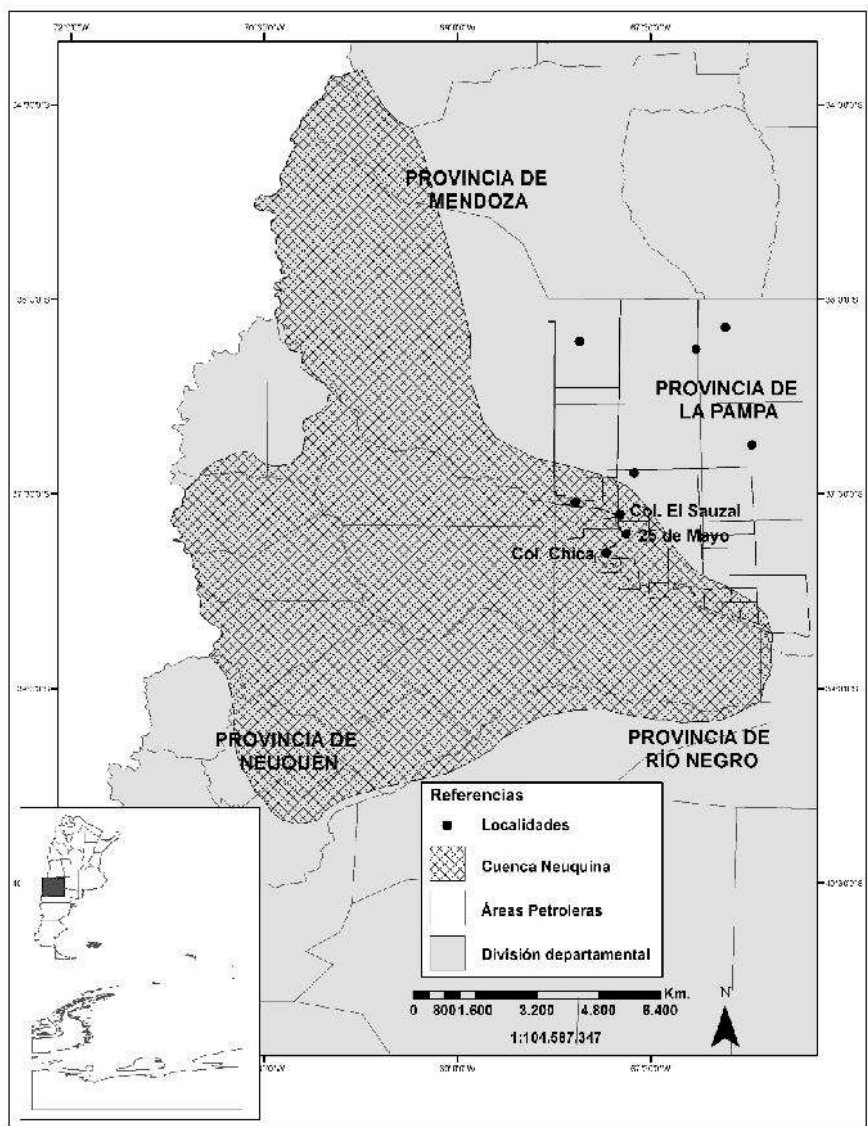 PROVINCIA DE
MENDOZA
PROVINCIA DE
LA PAMPA
Col. El Sauzal
25 de Mayo
Col. Chica
PROVINCIA DE
NEUQUÉN
PROVINCIA DE
RÍO NEGRO
Referencias
Localidades
Cuenca Neuquina
Áreas Petroleras
División departamental
Km.
0 800 1.600 3.200 4.800 6.400
1:104.587.347
N